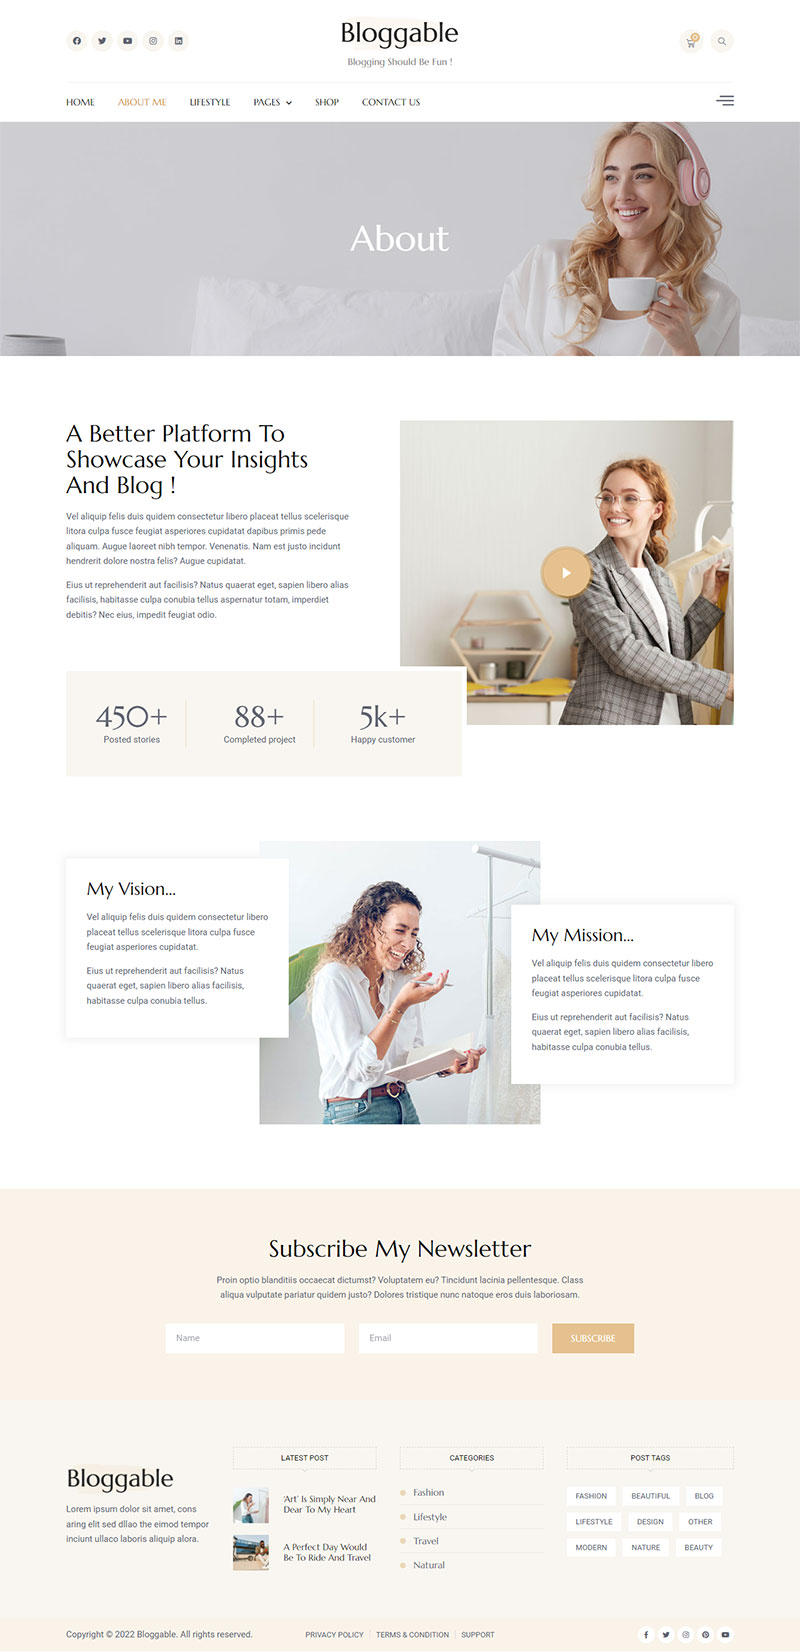 Bloggable
Blogging Should Be Fun !
0
HOME
ABOUT ME
LIFESTYLE
PAGES
SHOP
CONTACT US
About
A Better Platform To
Showcase Your Insights
And Blog !
Vel aliquip felis duis quidem consectetur libero placeat tellus scelerisque
litora culpa fusce feugiat asperiores cupidatat dapibus primis pede
aliquam. Augue laoreet nibh tempor. Venenatis. Nam est justo incidunt
hendrerit dolore nostra felis? Augue cupidatat.
Eius ut reprehenderit aut facilisis? Natus quaerat eget, sapien libero alias
facilisis, habitasse culpa conubia tellus aspernatur totam, imperdiet
debitis? Nec eius, impedit feugiat odio.
450+
Posted stories
88+
Completed project
5k+
Happy customer
My Vision...
Vel aliquip felis duis quidem consectetur libero
placeat tellus scelerisque litora culpa fusce
feugiat asperiores cupidatat.
Eius ut reprehenderit aut facilisis? Natus
quaerat eget, sapien libero alias facilisis,
habitasse culpa conubia tellus.
My Mission...
Vel aliquip felis duis quidem consectetur libero
placeat tellus scelerisque litora culpa fusce
feugiat asperiores cupidatat.
Eius ut reprehenderit aut facilisis? Natus
quaerat eget, sapien libero alias facilisis,
habitasse culpa conubia tellus.
Subscribe My Newsletter
Proin optio blanditiis occaecat dictumst? Voluptatem eu? Tincidunt lacinia pellentesque. Class
aliqua vulputate pariatur quidem justo? Dolores tristique nunc natoque eros duis laboriosam.
Name
Email
SUBSCRIBE
Bloggable
Lorem ipsum dolor sit amet, cons
aring elit sed dllao the eimod tempor
inciunt ullaco laboris aliquip alora.
LATEST POST
'Art' Is Simply Near And
Dear To My Heart
A Perfect Day Would
Be To Ride And Travel
CATEGORIES
Fashion
Lifestyle
Travel
Natural
POST TAGS
FASHION
BEAUTIFUL
BLOG
LIFESTYLE
DESIGN
OTHER
MODERN
NATURE
BEAUTY
Copyright © 2022 Bloggable. All rights reserved.
PRIVACY POLICY
TERMS & CONDITION
SUPPORT